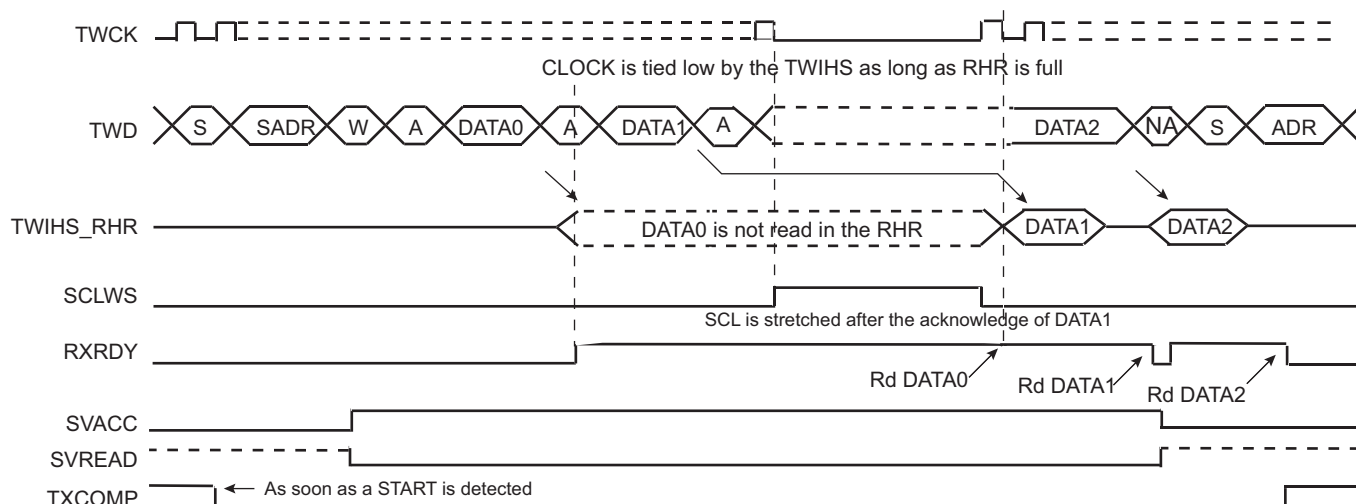 TWCK
CLOCK is tied low by the TWIHS as long as RHR is full
TWD
S SADR W A DATA0 A DATA1 A DATA2 NA S ADR
TWIHS_RHR
DATA0 is not read in the RHR DATA1 DATA2
SCLWS
SCL is stretched after the acknowledge of DATA1
RXRDY
Rd DATA0 Rd DATA1 Rd DATA2
SVACC
SVREAD
TXCOMP As soon as a START is detected